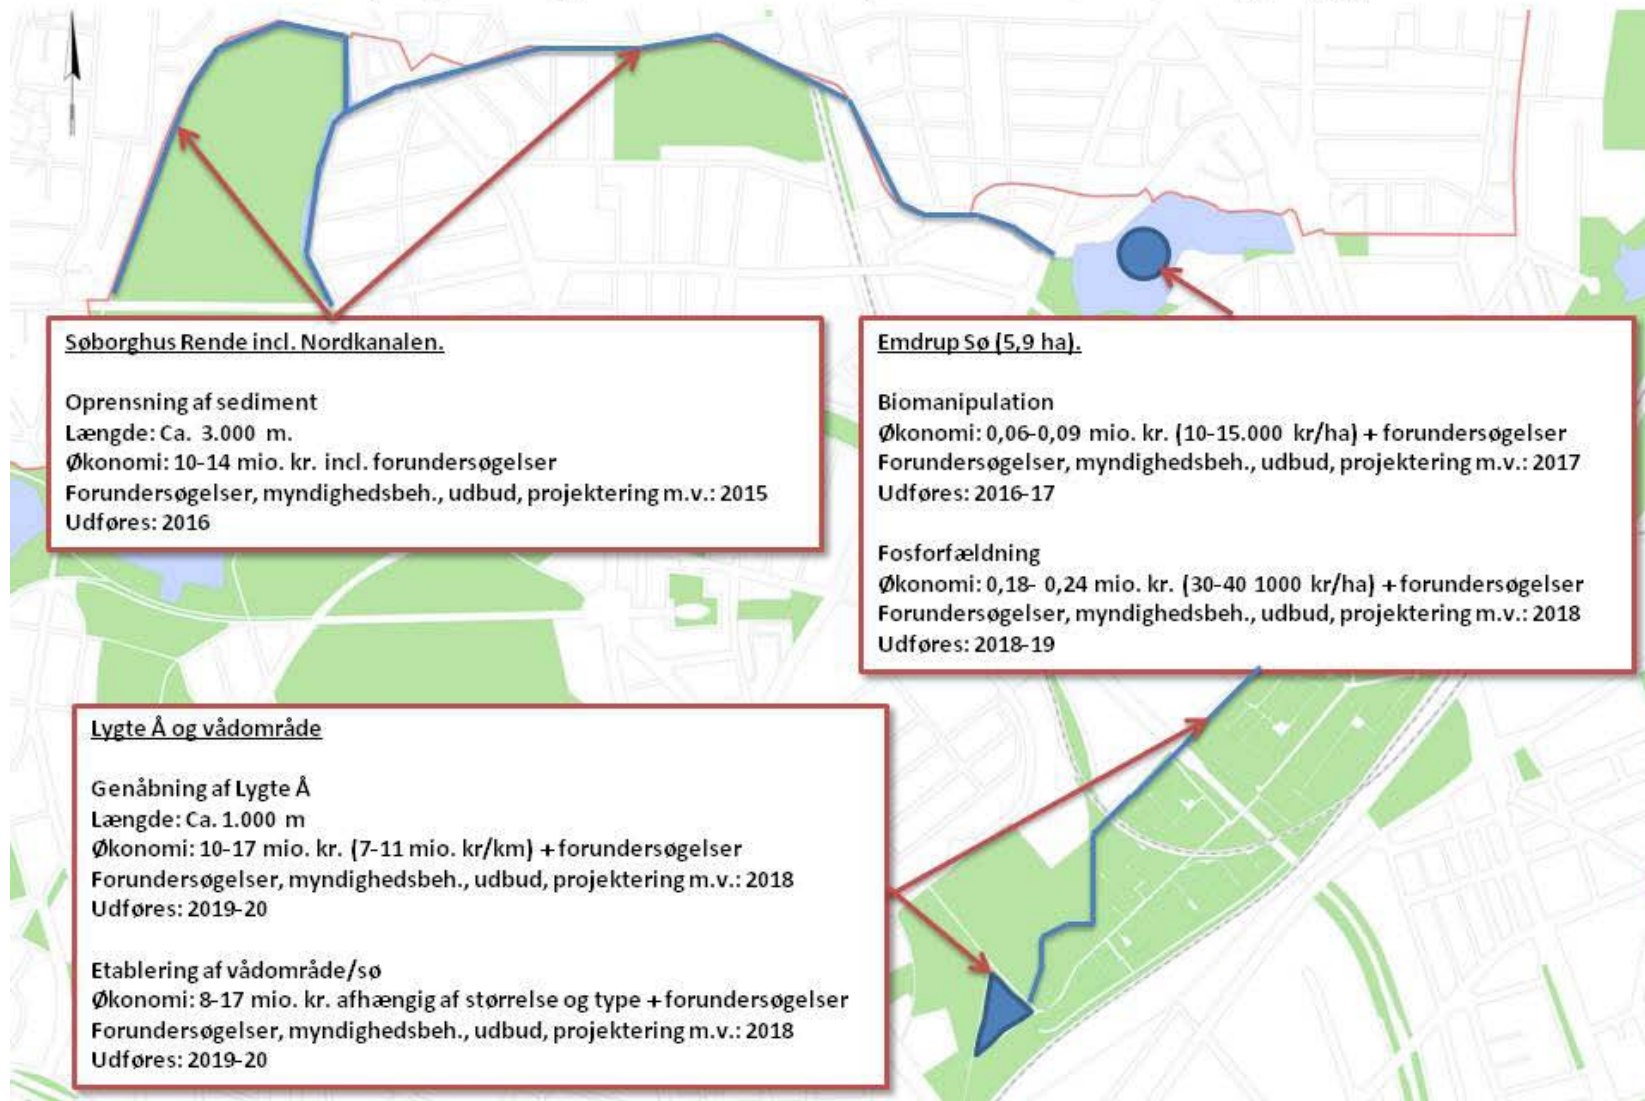 Søborghus Rende incl. Nordkanalen.
Oprensning af sediment
Længde: Ca. 3.000 m.
Økonomi: 10-14 mio. kr. incl. forundersøgelser
Forundersøgelser, myndighedsbeh., udbud, projektering m.v.: 2015
Udføres: 2016
Emdrup Sø (5,9 ha).
Biomanipulation
Økonomi: 0,06-0,09 mio. kr. (10-15.000 kr/ha) + forundersøgelser
Forundersøgelser, myndighedsbeh., udbud, projektering m.v.: 2017
Udføres: 2016-17
Fosforfældning
Økonomi: 0,18- 0,24 mio. kr. (30-40 1000 kr/ha) + forundersøgelser
Forundersøgelser, myndighedsbeh., udbud, projektering m.v.: 2018
Udføres: 2018-19
Lygte Å og vådområde
Genåbning af Lygte Å
Længde: Ca. 1.000 m
Økonomi: 10-17 mio. kr. (7-11 mio. kr/km) + forundersøgelser
Forundersøgelser, myndighedsbeh., udbud, projektering m.v.: 2018
Udføres: 2019-20
Etablering af vådområde/sø
Økonomi: 8-17 mio. kr. afhængig af størrelse og type + forundersøgelser
Forundersøgelser, myndighedsbeh., udbud, projektering m.v.: 2018
Udføres: 2019-20